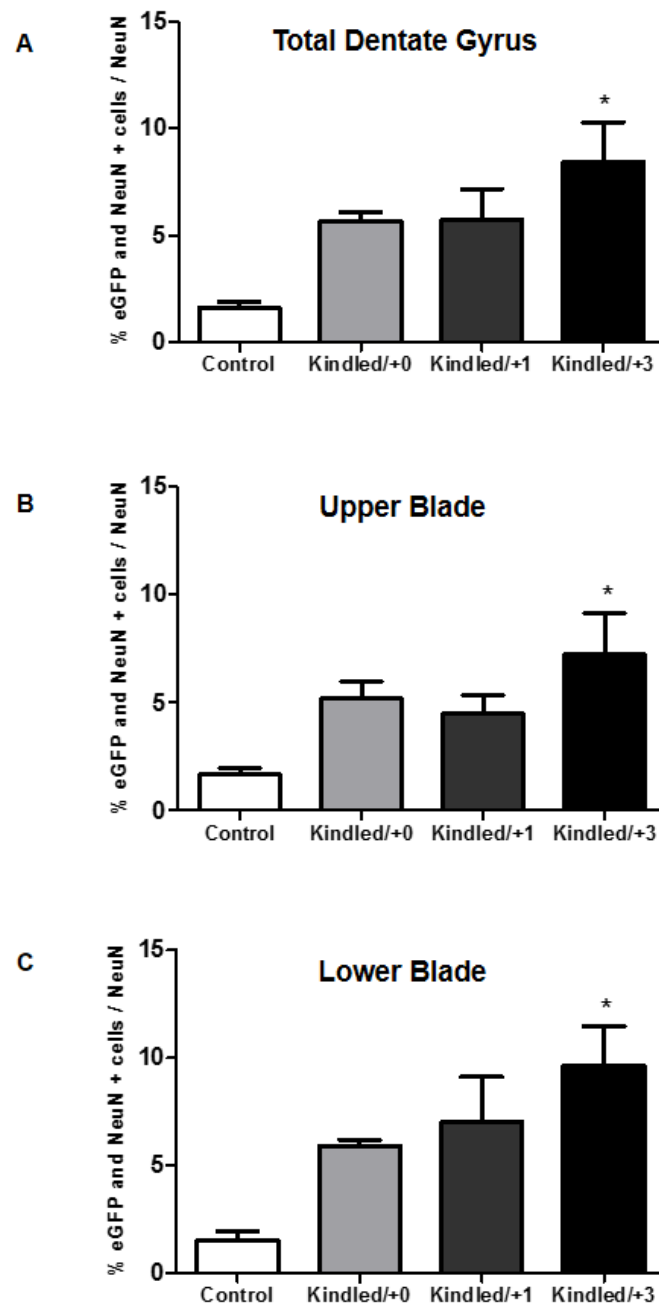 A
Total Dentate Gyrus
% eGFP and NeuN + cells / NeuN
15
10
5
0
*
Control Kindled/+0 Kindled/+1 Kindled/+3
B
Upper Blade
% eGFP and NeuN + cells / NeuN
15
10
5
0
*
Control Kindled/+0 Kindled/+1 Kindled/+3
C
Lower Blade
% eGFP and NeuN + cells / NeuN
15
10
5
0
*
Control Kindled/+0 Kindled/+1 Kindled/+3